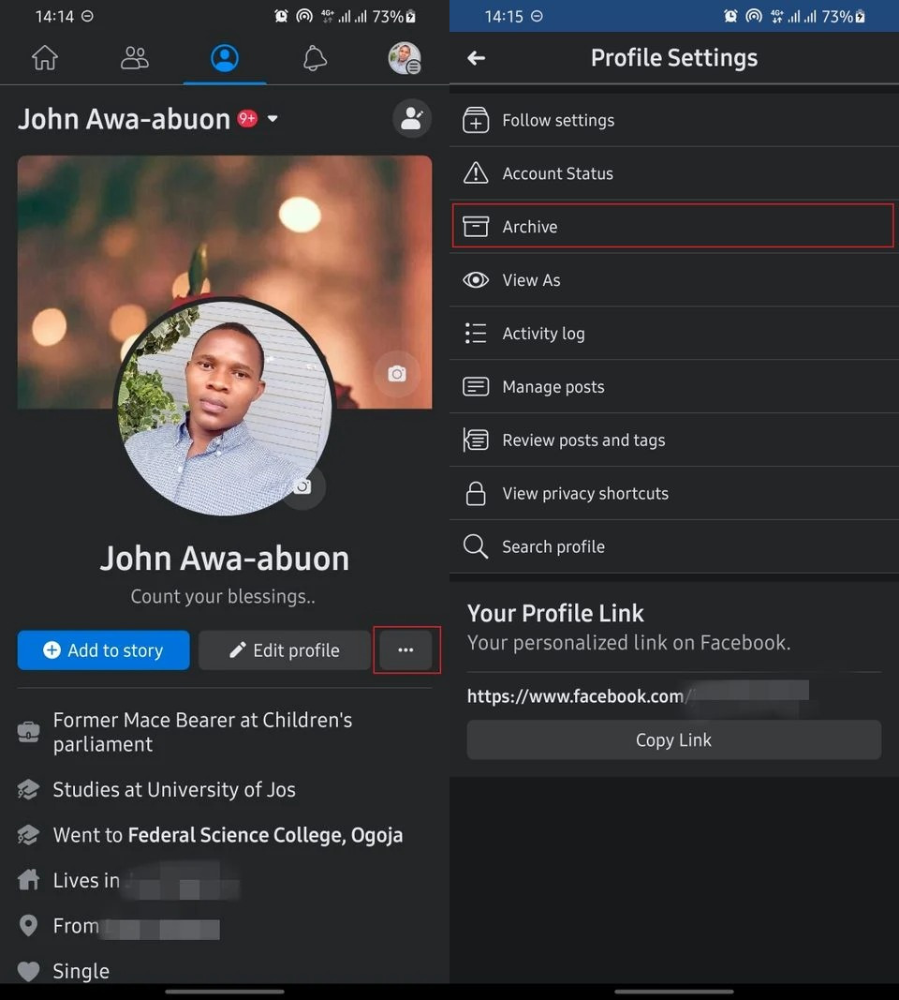 14:14
4G+
73%
John Awa-abuon 9+
John Awa-abuon
Count your blessings..
Add to story
Edit profile
Former Mace Bearer at Children's
parliament
Studies at University of Jos
Went to Federal Science College, Ogoja
Lives in
From
Single
14:15
4G+
73%
Profile Settings
Follow settings
Account Status
Archive
View As
Activity log
Manage posts
Review posts and tags
View privacy shortcuts
Search profile
Your Profile Link
Your personalized link on Facebook.
https://www.facebook.com/
Copy Link